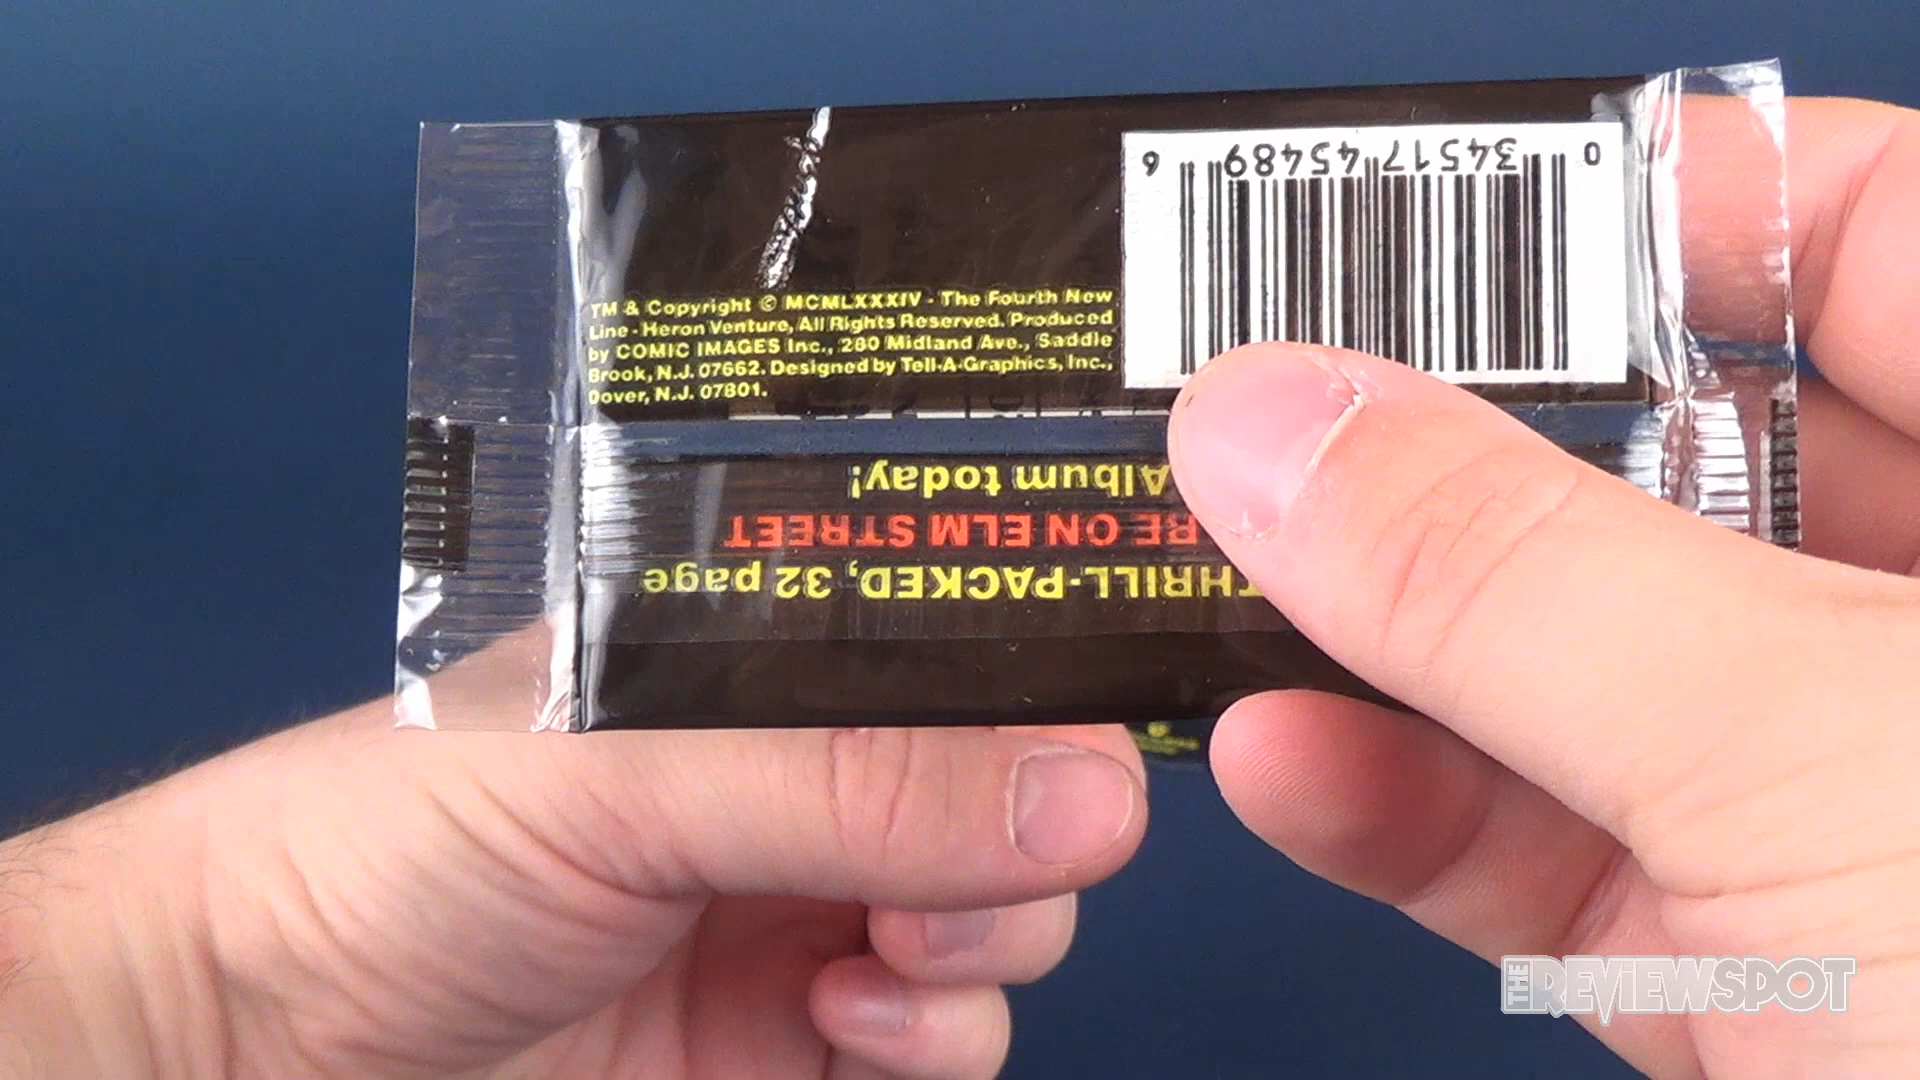 TM & Copyright © MCMLXXXIV - The Fourth New
Line - Heron Venture, All Rights Reserved. Produced
by COMIC IMAGES Inc., 280 Midland Ave., Saddle
Brook, N.J. 07662. Designed by Tell-A-Graphics, Inc.,
Dover, N.J. 07801.
0 34517 45489 6
THRILL-PACKED, 32 page
RE ON ELM STREET
Album today!
THE REVIEWSPOT